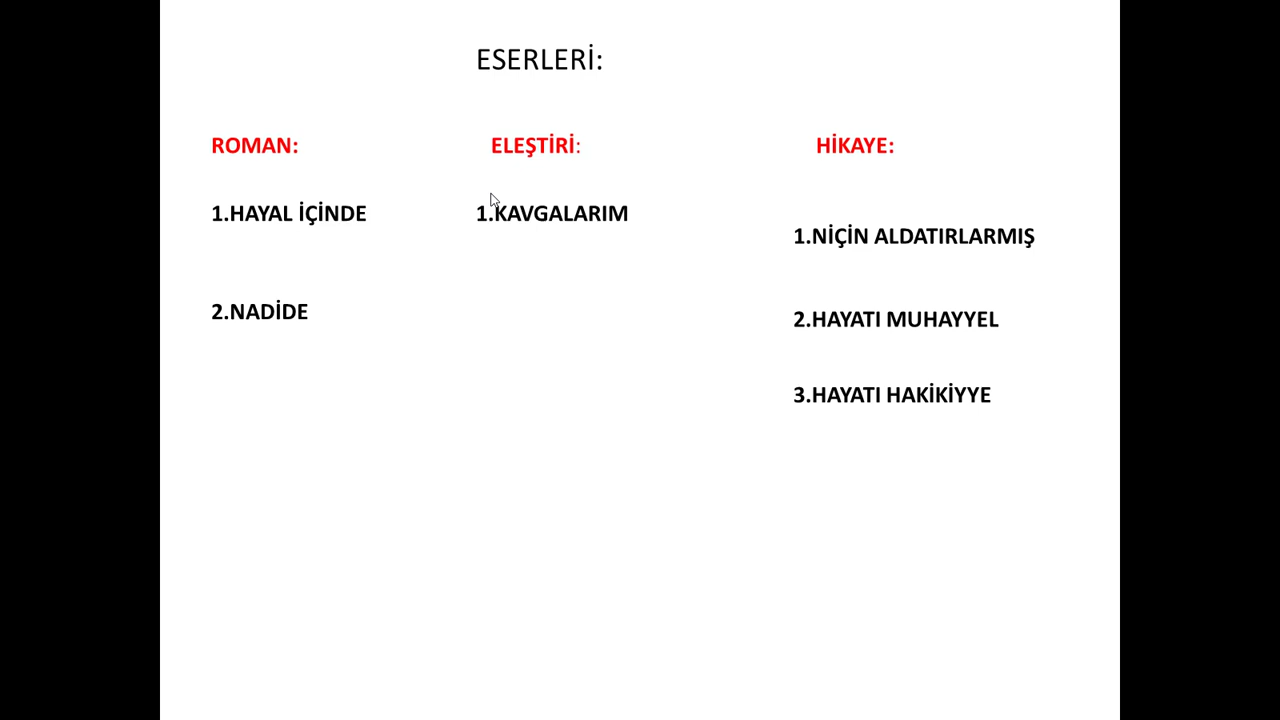 ESERLERİ:
ROMAN:
1.HAYAL İÇİNDE
2.NADİDE
ELEŞTİRİ:
1.KAVGALARIM
HİKAYE:
1.NİÇİN ALDATIRLARMIŞ
2.HAYATI MUHAYYEL
3.HAYATI HAKİKİYYE